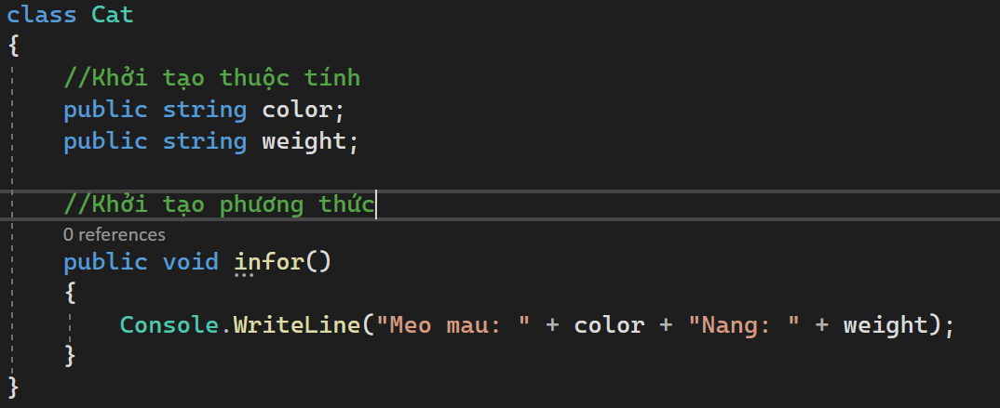 class Cat
{
//Khởi tạo thuộc tính
public string color;
public string weight;
//Khởi tạo phương thức
0 references
public void infor()
{
Console.WriteLine("Meo mau: " + color + "Nang: " + weight);
}
}